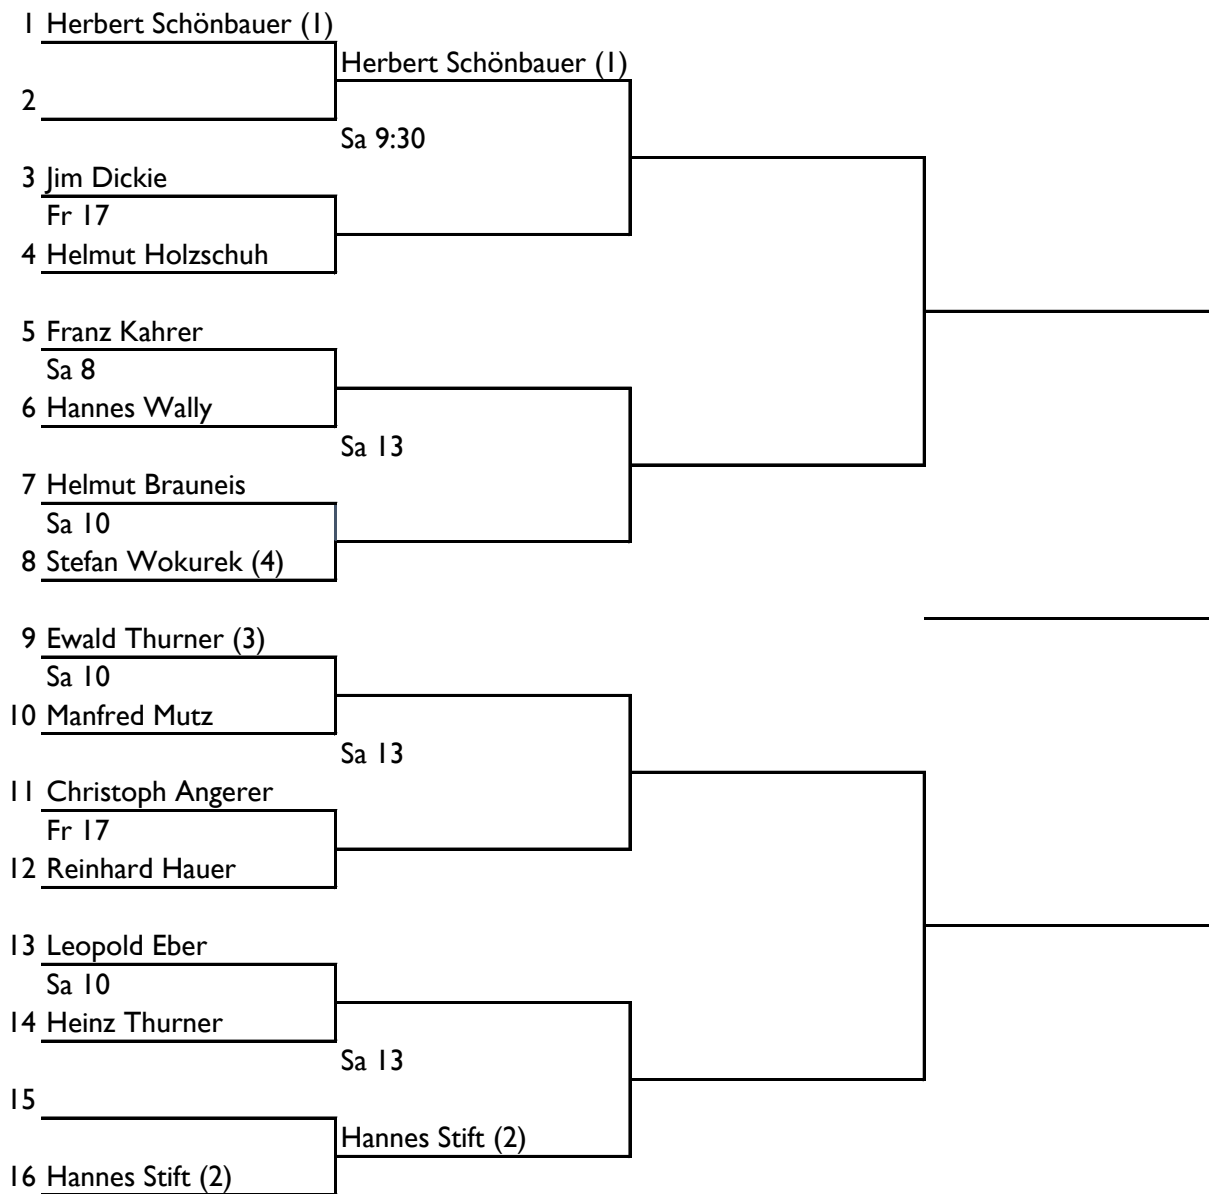 1 Herbert Schönbauer (1)
Herbert Schönbauer (1)
2
Sa 9:30
3 Jim Dickie
Fr 17
4 Helmut Holzschuh
5 Franz Kahrer
Sa 8
6 Hannes Wally
Sa 13
7 Helmut Brauneis
Sa 10
8 Stefan Wokurek (4)
9 Ewald Thurner (3)
Sa 10
10 Manfred Mutz
Sa 13
11 Christoph Angerer
Fr 17
12 Reinhard Hauer
13 Leopold Eber
Sa 10
14 Heinz Thurner
Sa 13
15
Hannes Stift (2)
16 Hannes Stift (2)